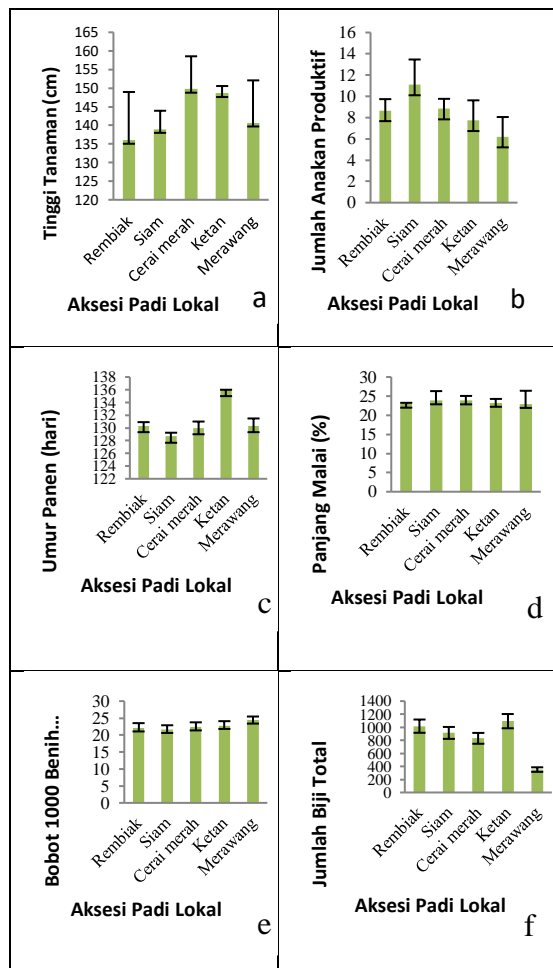 Tinggi Tanaman (cm)
165
160
155
150
145
140
135
130
125
120
Rembiak
Siam
Cerai merah
Ketan
Merawang
Aksesi Padi Lokal
a
Jumlah Anakan Produktif
16
14
12
10
8
6
4
2
0
Rembiak
Siam
Cerai merah
Ketan
Merawang
Aksesi Padi Lokal
b
Umur Panen (hari)
138
136
134
132
130
128
126
124
122
Rembiak
Siam
Cerai merah
Ketan
Merawang
Aksesi Padi Lokal
c
Panjang Malai (%)
30
25
20
15
10
5
0
Rembiak
Siam
Cerai merah
Ketan
Merawang
Aksesi Padi Lokal
d
Bobot 1000 Benih...
30
25
20
15
10
5
0
Rembiak
Siam
Cerai merah
Ketan
Merawang
Aksesi Padi Lokal
e
Jumlah Biji Total
1400
1200
1000
800
600
400
200
0
Rembiak
Siam
Cerai merah
Ketan
Merawang
Aksesi Padi Lokal
f